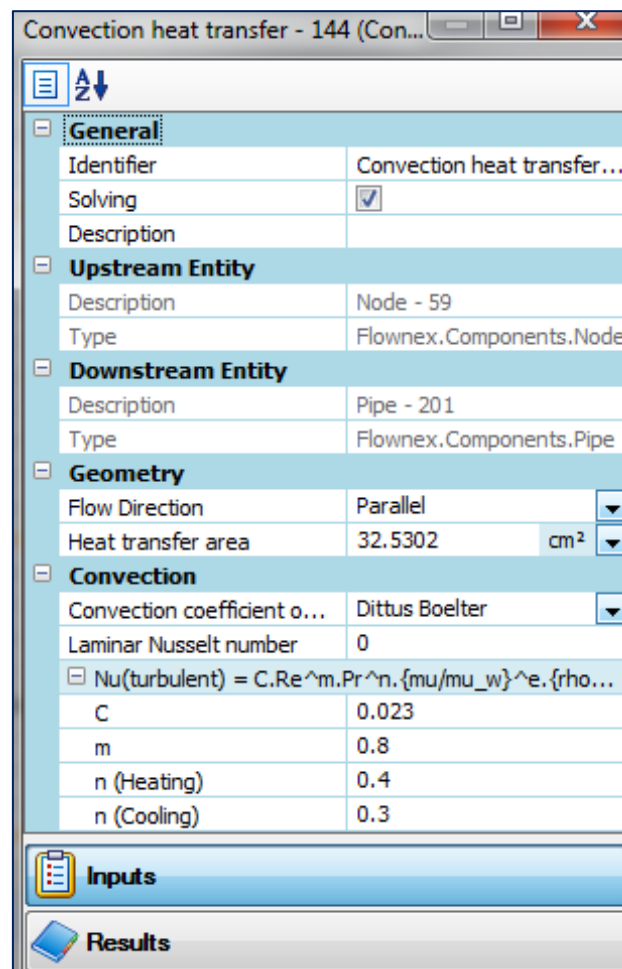 Convection heat transfer - 144 (Con...
General
Identifier Convection heat transfer...
Solving
Description
Upstream Entity
Description Node - 59
Type Flownex.Components.Node
Downstream Entity
Description Pipe - 201
Type Flownex.Components.Pipe
Geometry
Flow Direction Parallel
Heat transfer area 32.5302 cm²
Convection
Convection coefficient o... Dittus Boelter
Laminar Nusselt number 0
Nu(turbulent) = C.Re^m.Pr^n.{mu/mu_w}^e.{rho...
C 0.023
m 0.8
n (Heating) 0.4
n (Cooling) 0.3
Inputs
Results